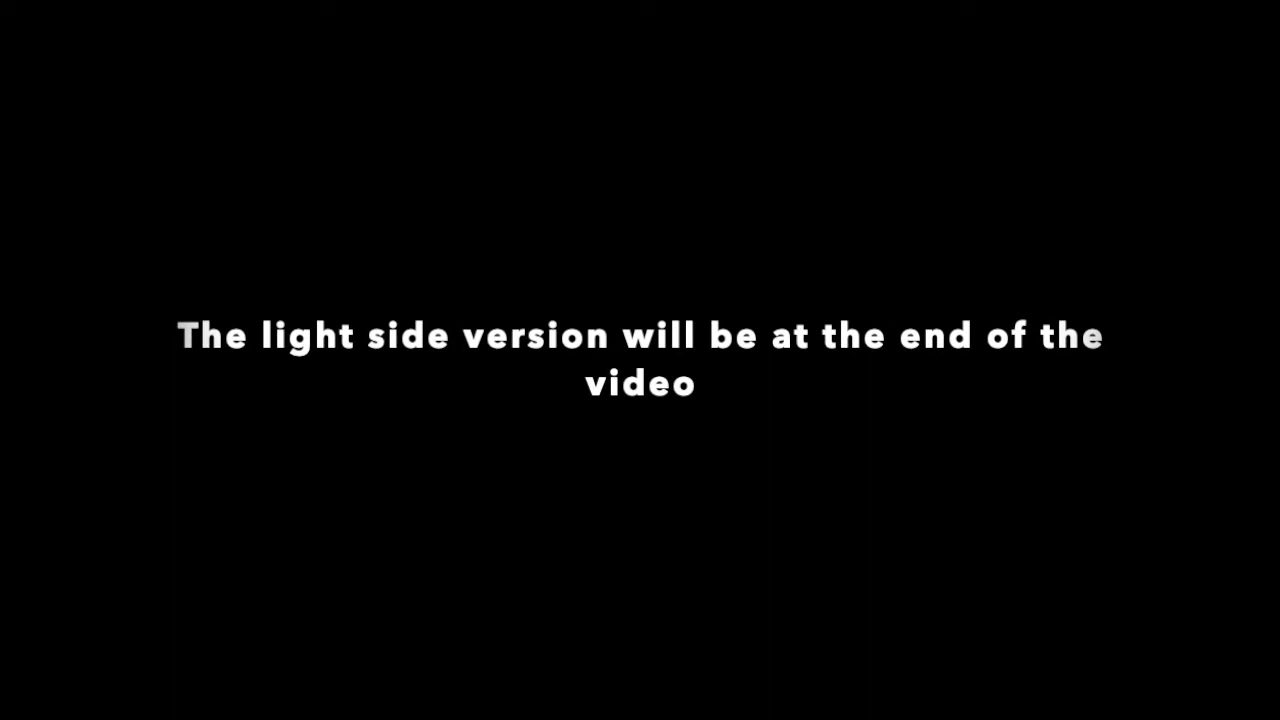 The light side version will be at the end of the
video